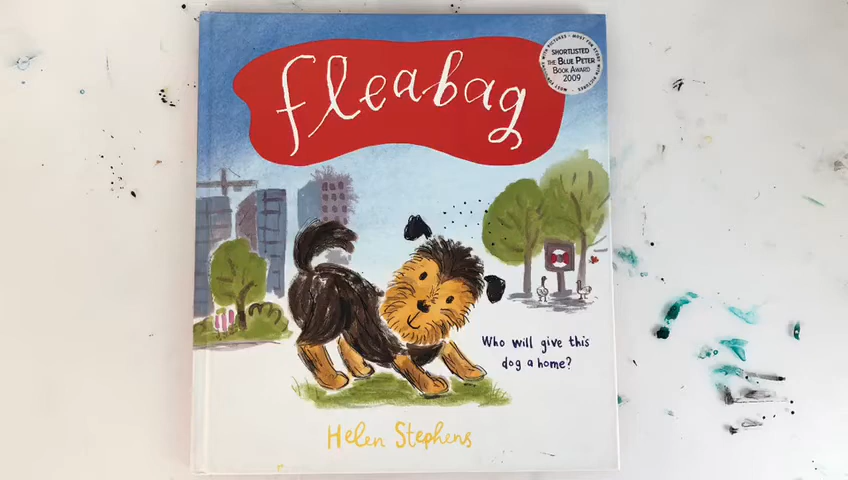 fleabag
SHORTLISTED
THE BLUE PETER
BOOK AWARD
2009
Who will give this
dog a home?
Helen Stephens